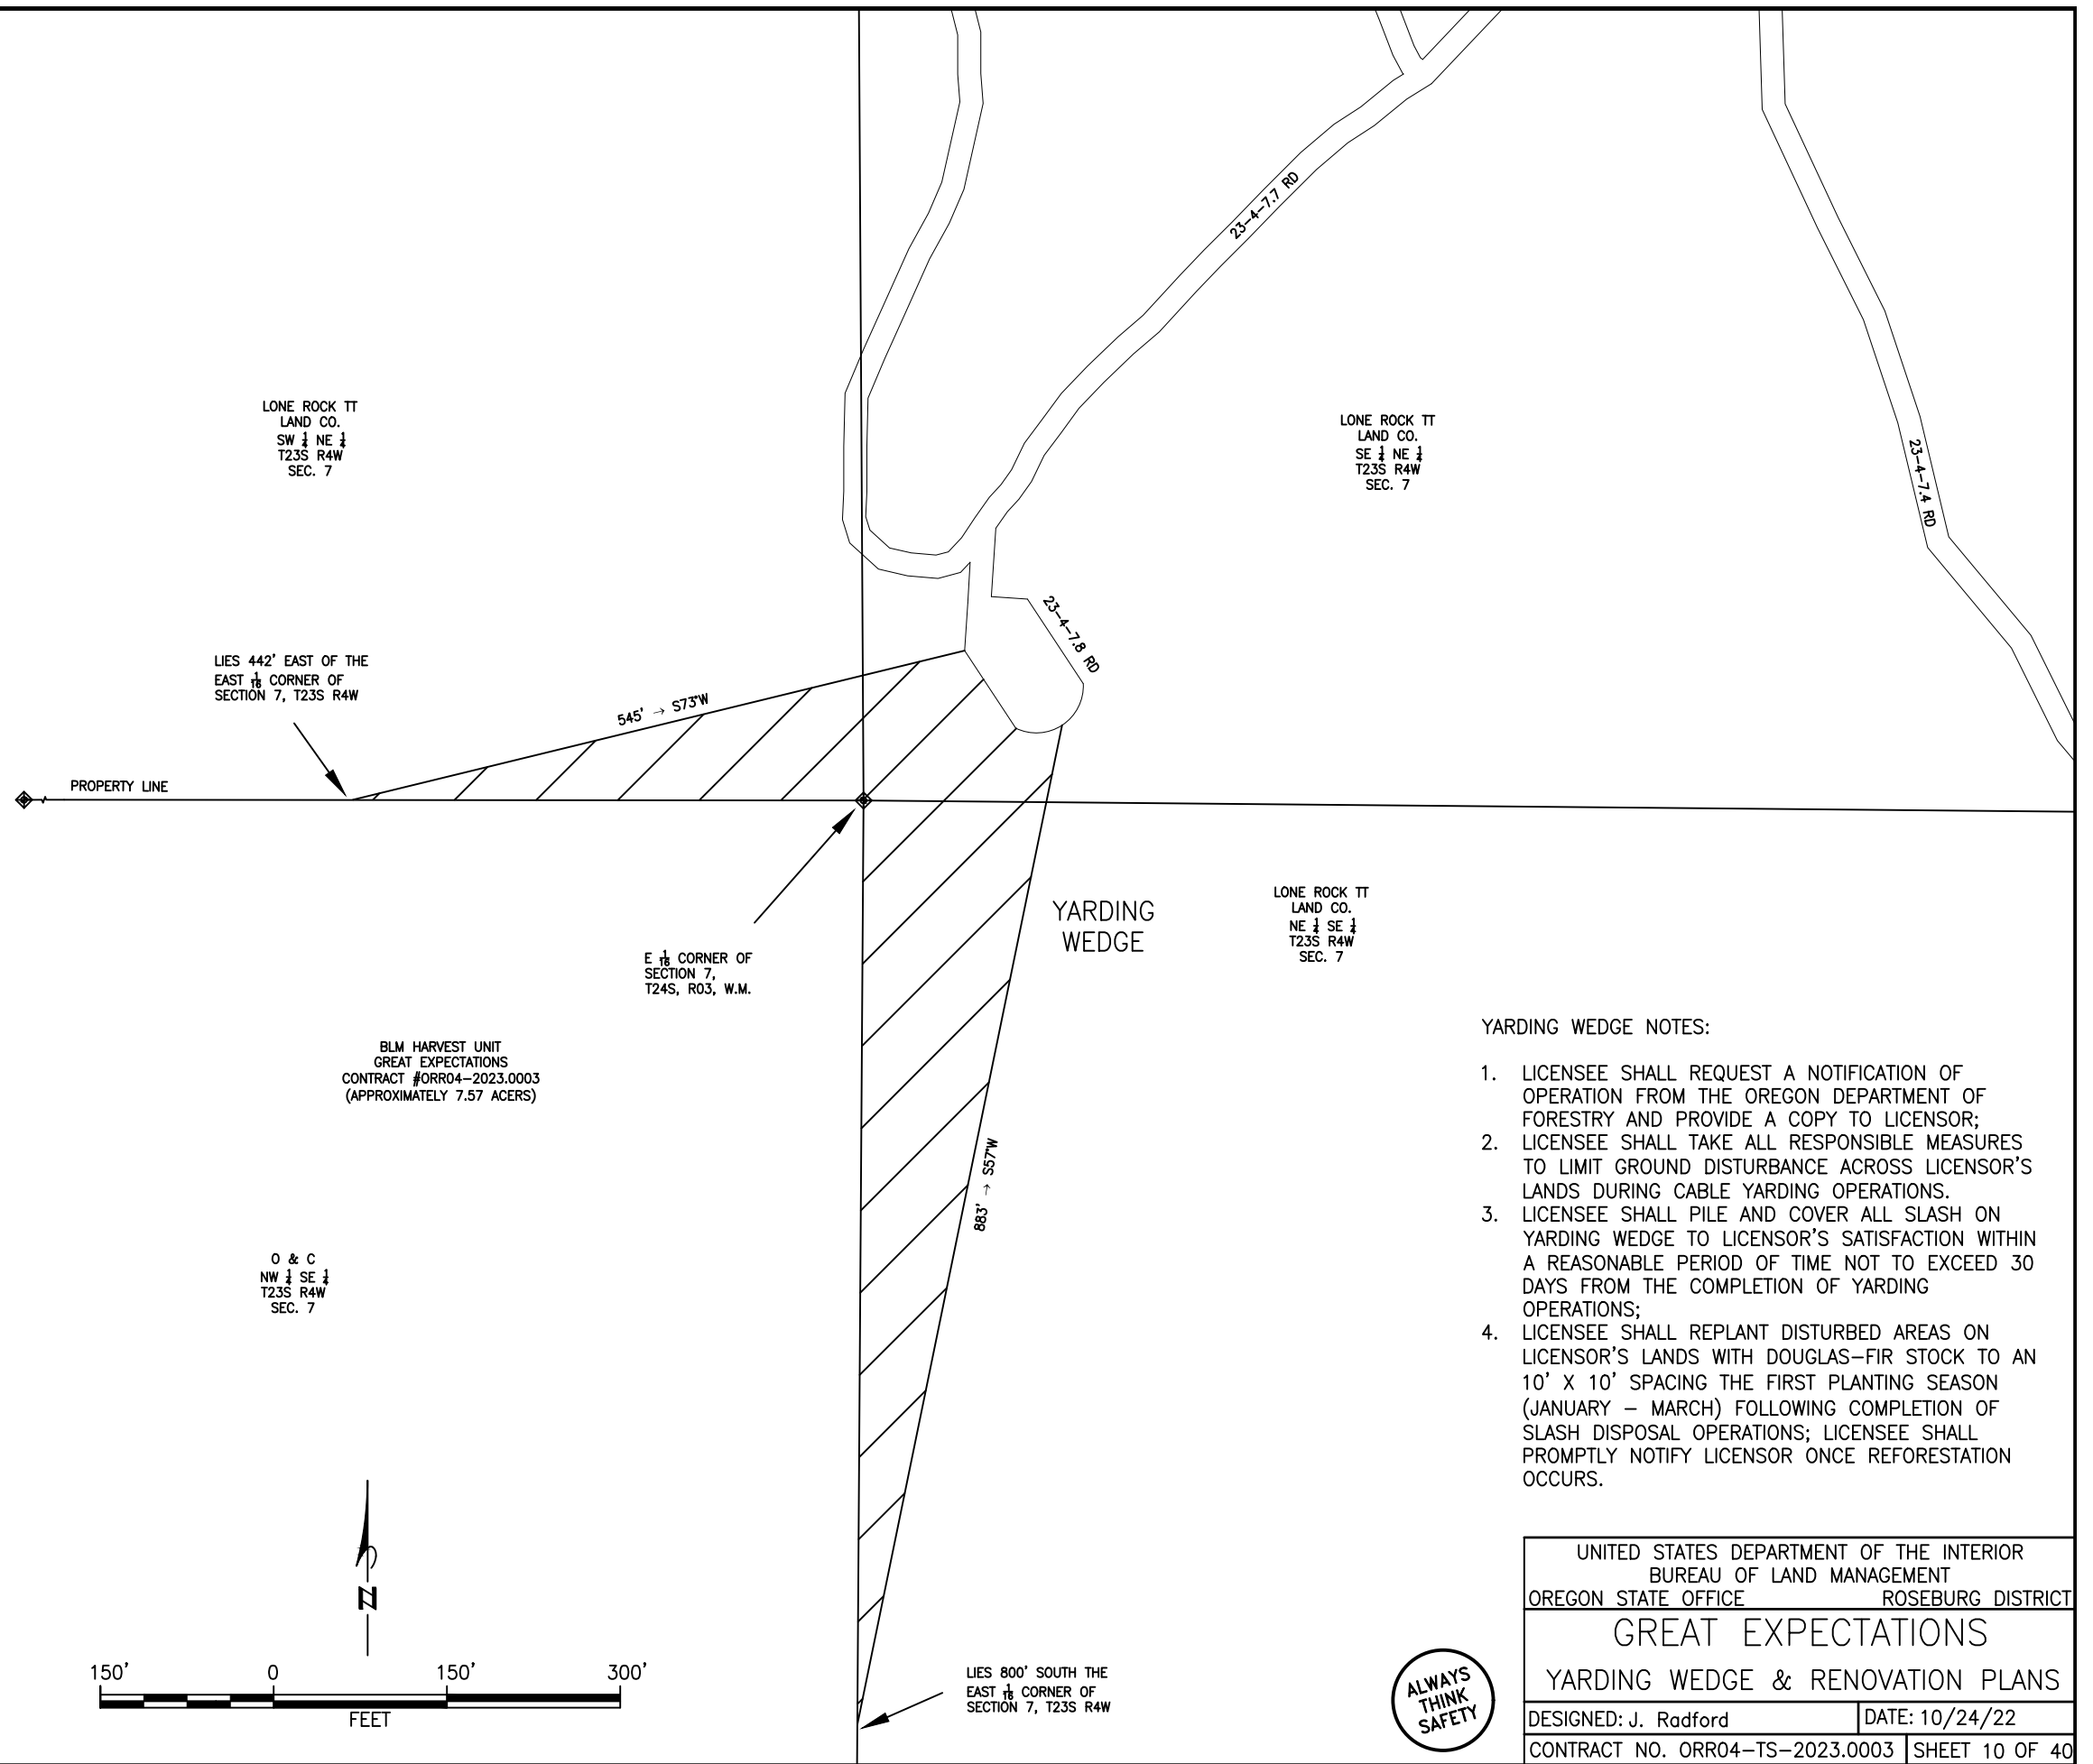 LONE ROCK TT
LAND CO.
SW 1/4 NE 1/4
T23S R4W
SEC. 7
23-4-7.7 RD
LONE ROCK TT
LAND CO.
SE 1/4 NE 1/4
T23S R4W
SEC. 7
23-4-7.4 RD
23-4-7.8 RD
LIES 442' EAST OF THE
EAST 1/16 CORNER OF
SECTION 7, T23S R4W
545' → S73°W
PROPERTY LINE
E 1/16 CORNER OF
SECTION 7,
T24S, R03, W.M.
YARDING
WEDGE
LONE ROCK TT
LAND CO.
NE 1/4 SE 1/4
T23S R4W
SEC. 7
BLM HARVEST UNIT
GREAT EXPECTATIONS
CONTRACT #ORR04-2023.0003
(APPROXIMATELY 7.57 ACERS)
883' → S57°W
O & C
NW 1/4 SE 1/4
T23S R4W
SEC. 7
YARDING WEDGE NOTES:
1. LICENSEE SHALL REQUEST A NOTIFICATION OF
OPERATION FROM THE OREGON DEPARTMENT OF
FORESTRY AND PROVIDE A COPY TO LICENSOR;
2. LICENSEE SHALL TAKE ALL RESPONSIBLE MEASURES
TO LIMIT GROUND DISTURBANCE ACROSS LICENSOR'S
LANDS DURING CABLE YARDING OPERATIONS.
3. LICENSEE SHALL PILE AND COVER ALL SLASH ON
YARDING WEDGE TO LICENSOR'S SATISFACTION WITHIN
A REASONABLE PERIOD OF TIME NOT TO EXCEED 30
DAYS FROM THE COMPLETION OF YARDING
OPERATIONS;
4. LICENSEE SHALL REPLANT DISTURBED AREAS ON
LICENSOR'S LANDS WITH DOUGLAS-FIR STOCK TO AN
10' X 10' SPACING THE FIRST PLANTING SEASON
(JANUARY - MARCH) FOLLOWING COMPLETION OF
SLASH DISPOSAL OPERATIONS; LICENSEE SHALL
PROMPTLY NOTIFY LICENSOR ONCE REFORESTATION
OCCURS.
N
150' 0 150' 300'
FEET
LIES 800' SOUTH THE
EAST 1/16 CORNER OF
SECTION 7, T23S R4W
ALWAYS
THINK
SAFETY
UNITED STATES DEPARTMENT OF THE INTERIOR
BUREAU OF LAND MANAGEMENT
OREGON STATE OFFICE ROSEBURG DISTRICT
GREAT EXPECTATIONS
YARDING WEDGE & RENOVATION PLANS
DESIGNED: J. Radford DATE: 10/24/22
CONTRACT NO. ORR04-TS-2023.0003 SHEET 10 OF 40